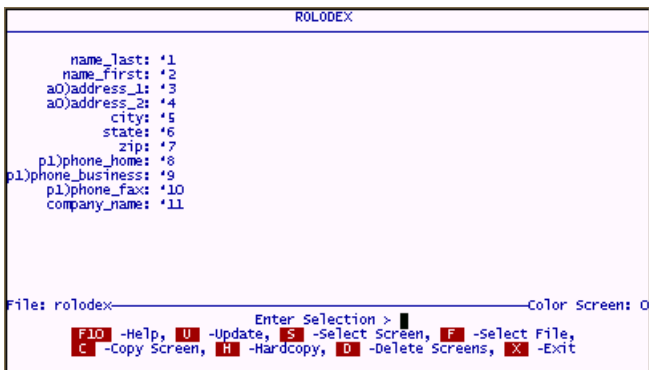 ROLODEX
name_last: *1
name_first: *2
a0)address_1: *3
a0)address_2: *4
city: *5
state: *6
zip: *7
p1)phone_home: *8
p1)phone_business: *9
p1)phone_fax: *10
company_name: *11
File: rolodex Color Screen: 0
Enter Selection >
F10 -Help, U -Update, S -Select Screen, F -Select File,
C -Copy Screen, H -Hardcopy, D -Delete Screens, X -Exit